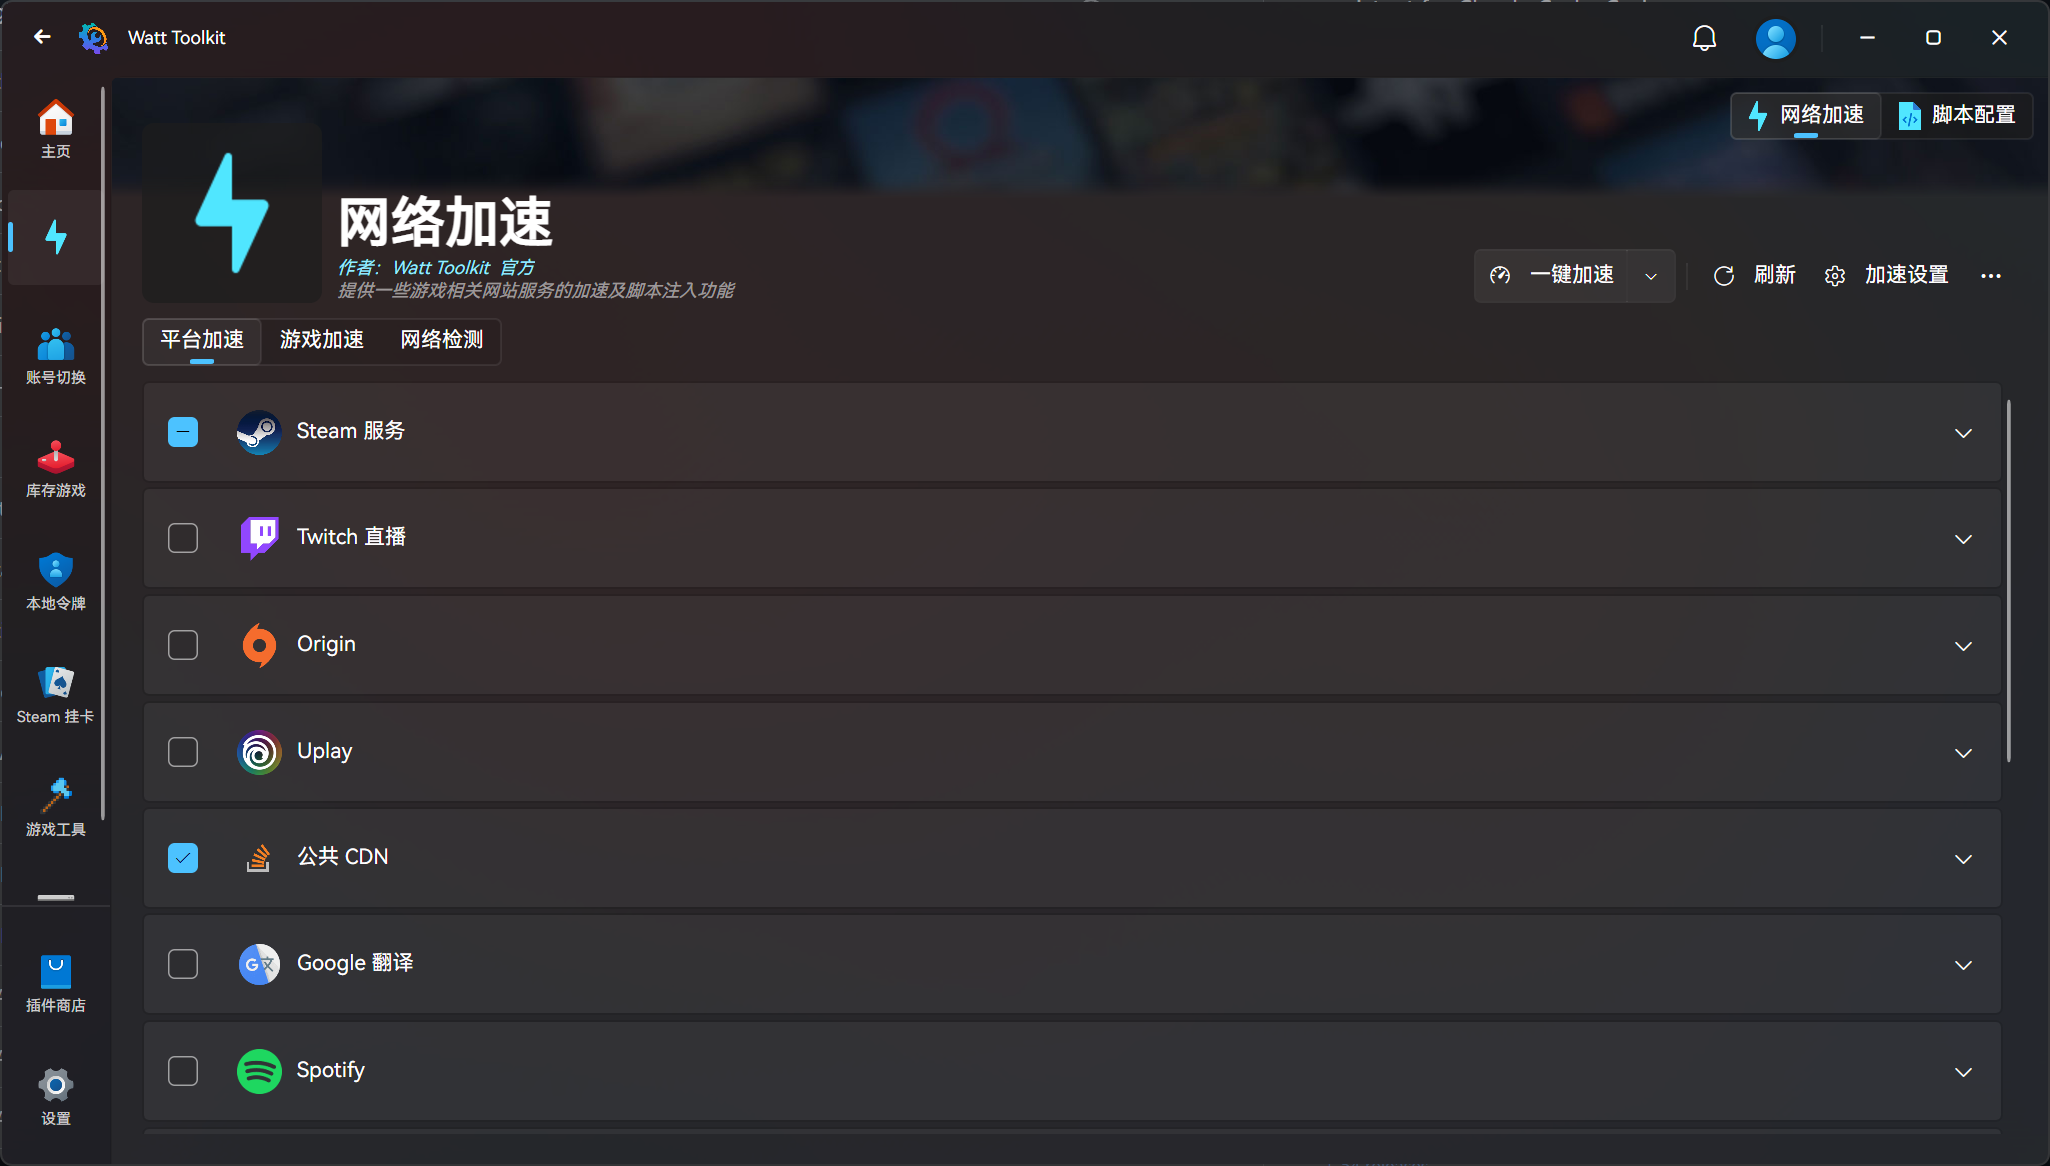 Watt Toolkit
主页
账号切换
库存游戏
本地令牌
Steam 挂卡
游戏工具
插件商店
设置
网络加速
脚本配置
网络加速
作者： Watt Toolkit 官方
提供一些游戏相关网站服务的加速及脚本注入功能
一键加速
刷新
加速设置
平台加速
游戏加速
网络检测
Steam 服务
Twitch 直播
Origin
Uplay
公共 CDN
Google 翻译
Spotify